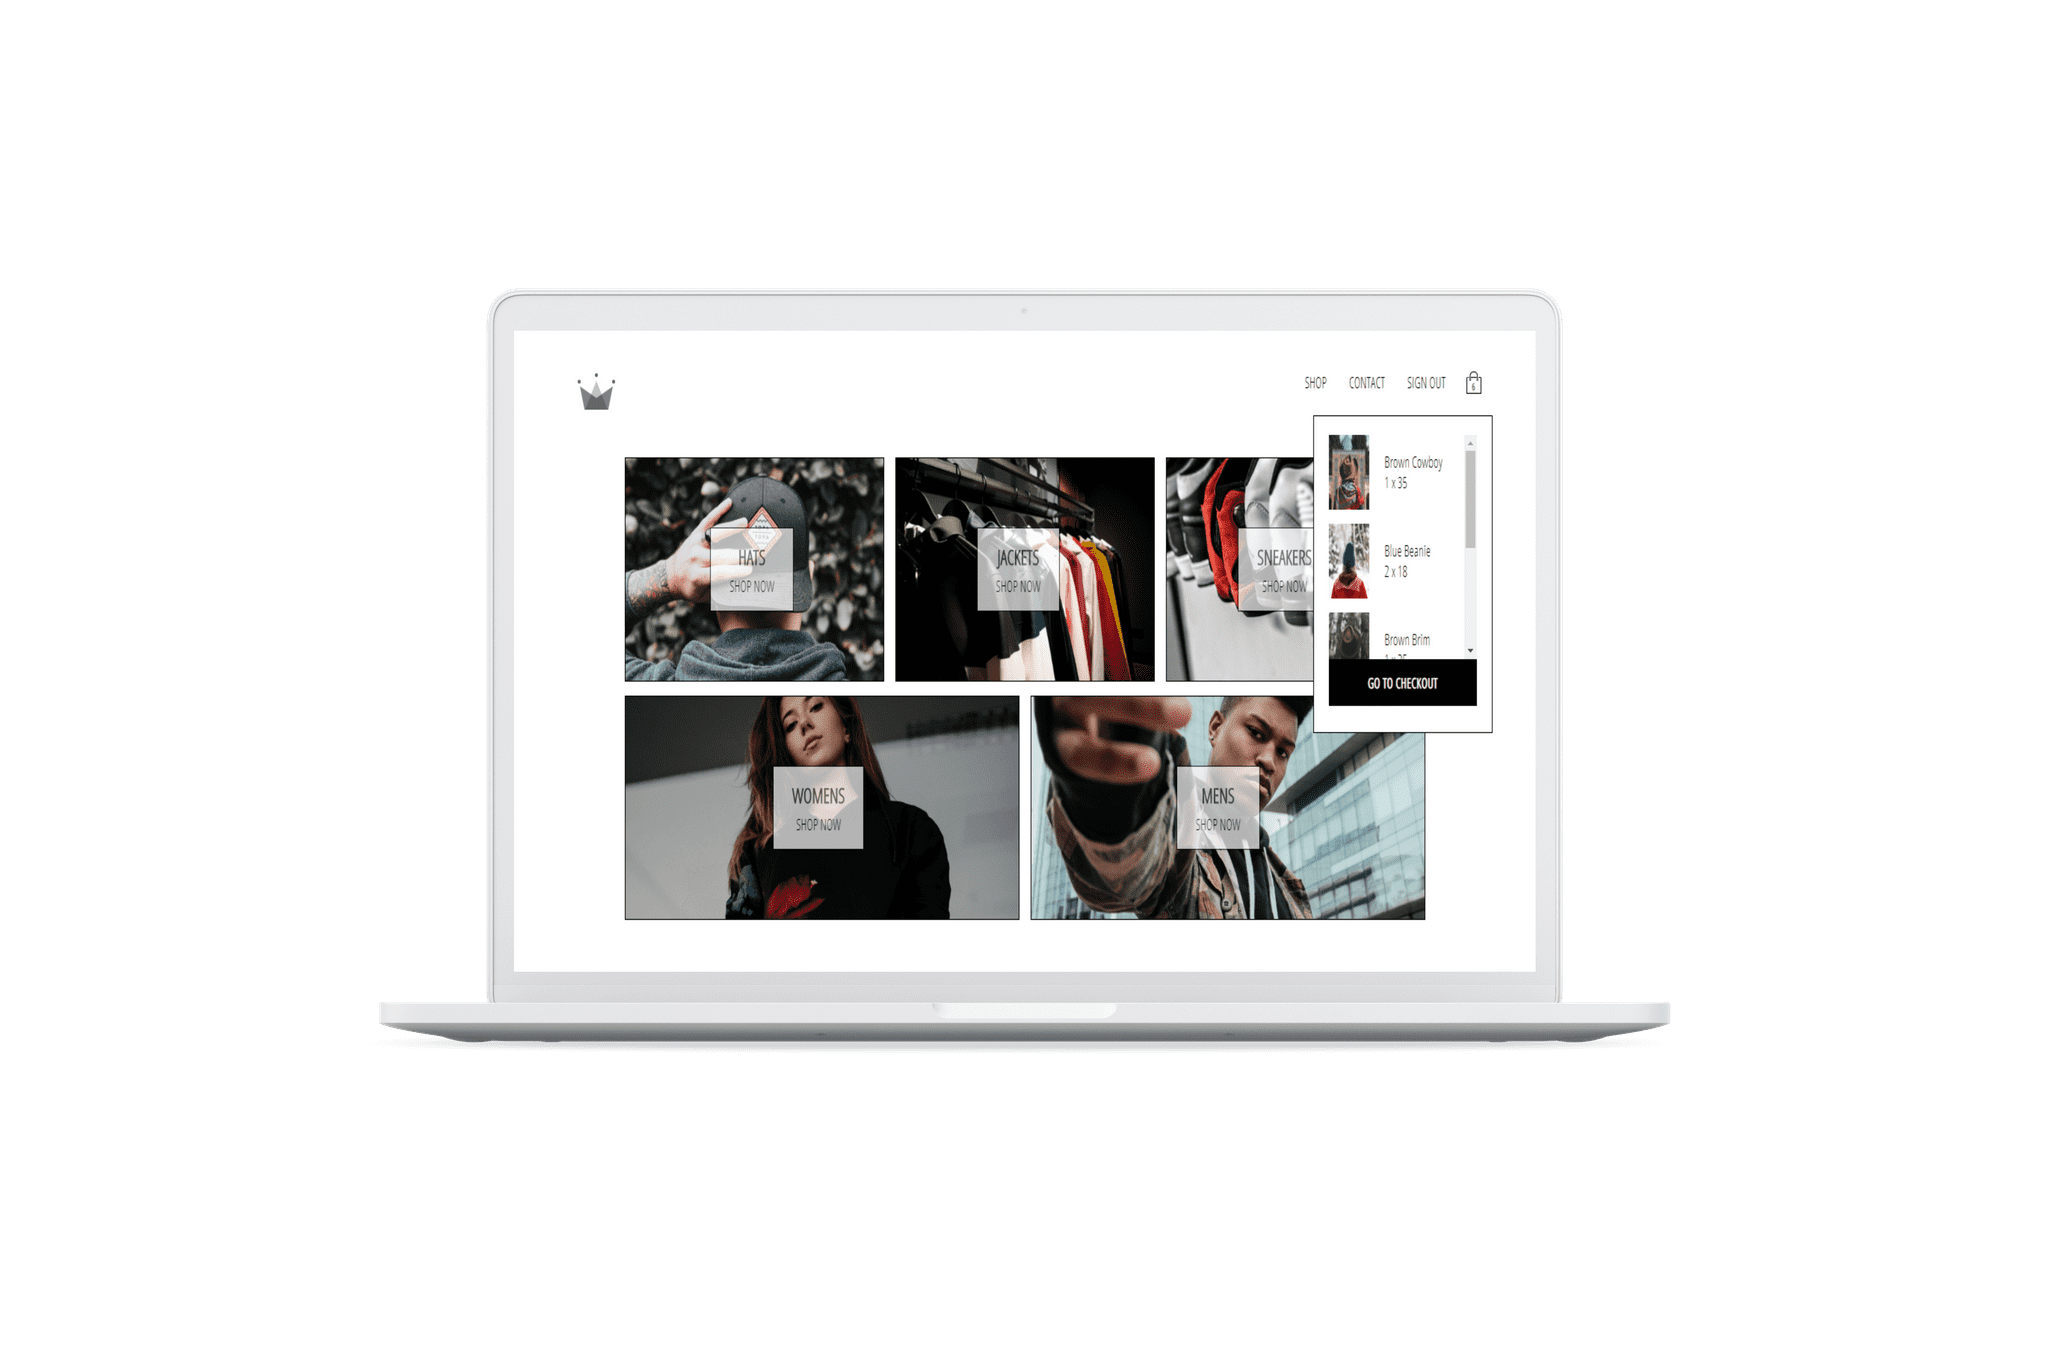 SHOP CONTACT SIGN OUT
6
Brown Cowboy
1 x 35
Blue Beanie
2 x 18
Brown Brim
GO TO CHECKOUT
HATS
SHOP NOW
JACKETS
SHOP NOW
SNEAKERS
SHOP NOW
WOMENS
SHOP NOW
MENS
SHOP NOW